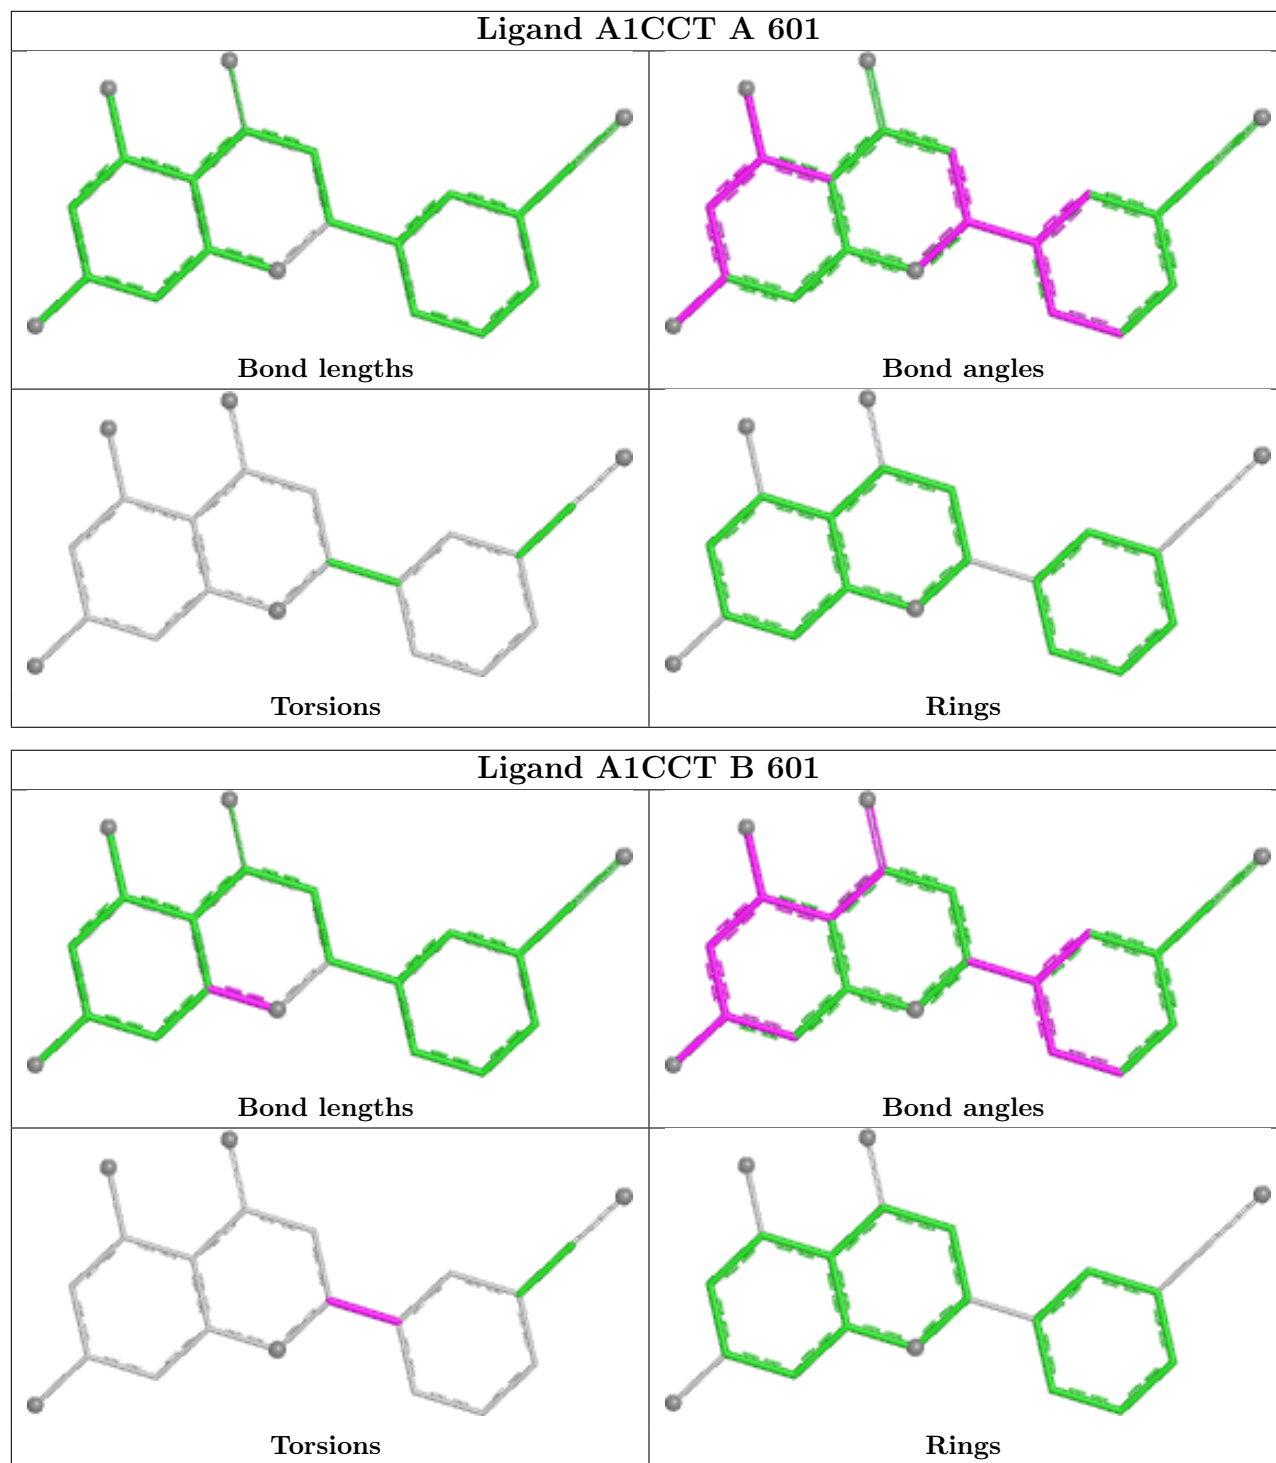 Ligand A1CCT A 601
Bond lengths
Bond angles
Torsions
Rings
Ligand A1CCT B 601
Bond lengths
Bond angles
Torsions
Rings